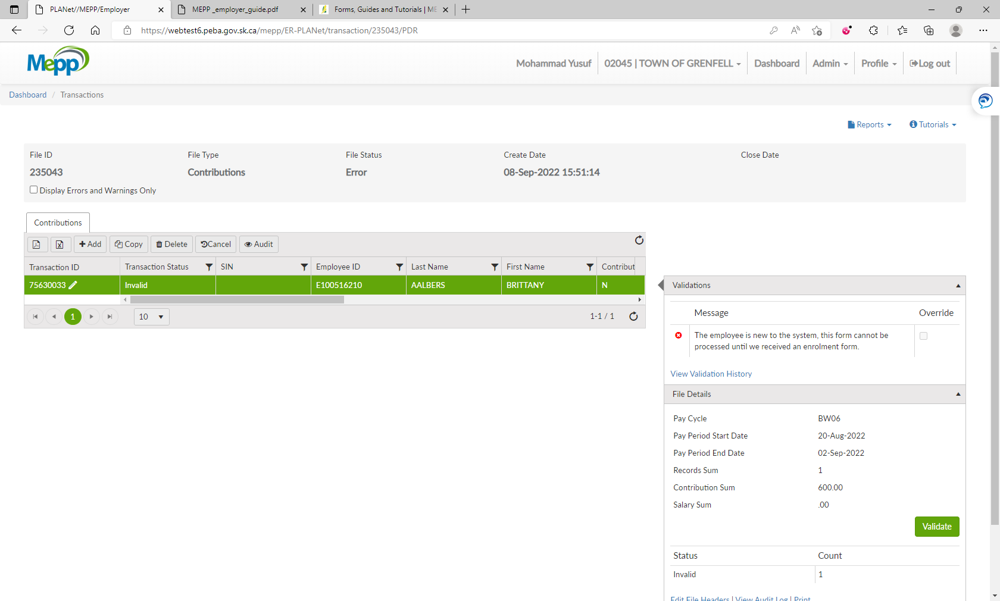 PLANet//MEPP/Employer
MEPP _employer_guide.pdf
Forms, Guides and Tutorials | ME
https://webtest6.peba.gov.sk.ca/mepp/ER-PLANet/transaction/235043/PDR
Mepp
Mohammad Yusuf
02045 | TOWN OF GRENFELL
Dashboard
Admin
Profile
Log out
Dashboard / Transactions
Reports
Tutorials
File ID
File Type
File Status
Create Date
Close Date
235043
Contributions
Error
08-Sep-2022 15:51:14
Display Errors and Warnings Only
Contributions
Add
Copy
Delete
Cancel
Audit
Transaction ID
Transaction Status
SIN
Employee ID
Last Name
First Name
Contribut
75630033
Invalid
E100516210
AALBERS
BRITTANY
N
1
10
1-1 / 1
Validations
Message
Override
The employee is new to the system, this form cannot be
processed until we received an enrolment form.
View Validation History
File Details
Pay Cycle
BW06
Pay Period Start Date
20-Aug-2022
Pay Period End Date
02-Sep-2022
Records Sum
1
Contribution Sum
600.00
Salary Sum
.00
Validate
Status
Count
Invalid
1
Edit File Headers | View Audit Log | Print